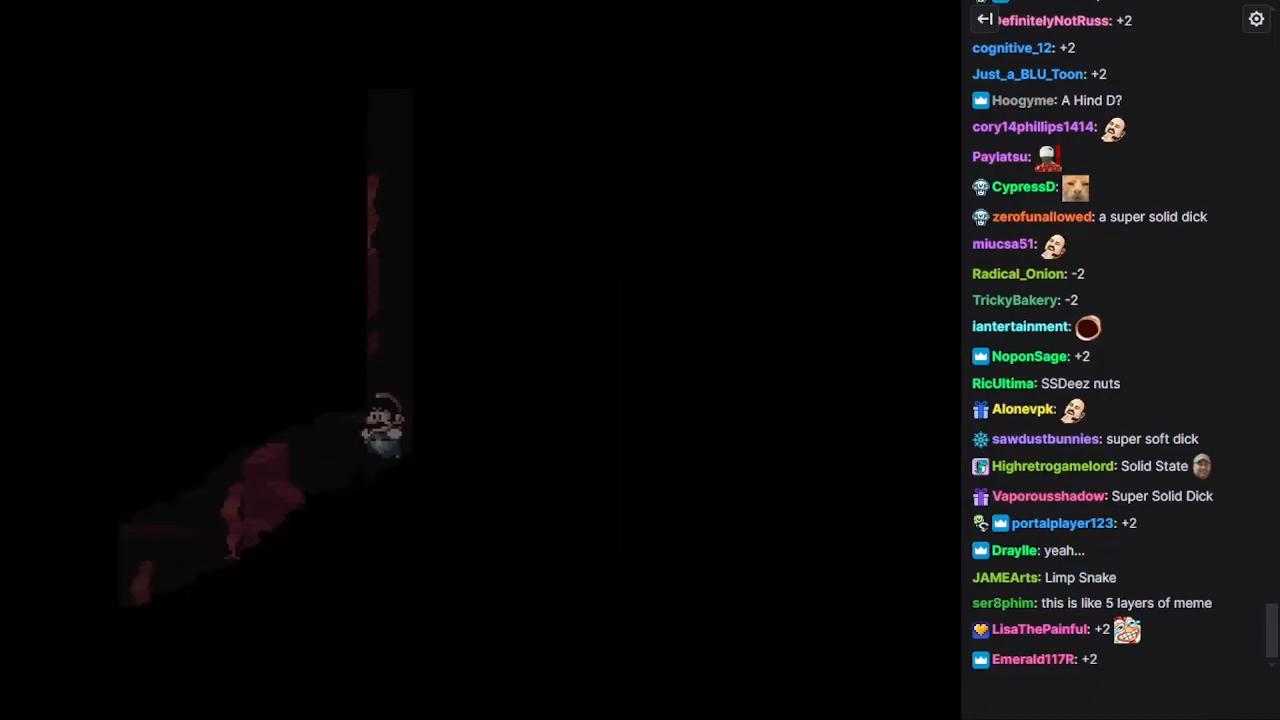 DefinitelyNotRuss: +2
cognitive_12: +2
Just_a_BLU_Toon: +2
Hoogyme: A Hind D?
cory14phillips1414:
Paylatsu:
CypressD:
zerofunallowed: a super solid dick
miucsa51:
Radical_Onion: -2
TrickyBakery: -2
iantertainment:
NoponSage: +2
RicUltima: SSDeez nuts
Alonevpk:
sawdustbunnies: super soft dick
Highretrogamelord: Solid State
Vaporousshadow: Super Solid Dick
portalplayer123: +2
Draylle: yeah...
JAMEArts: Limp Snake
ser8phim: this is like 5 layers of meme
LisaThePainful: +2
Emerald117R: +2